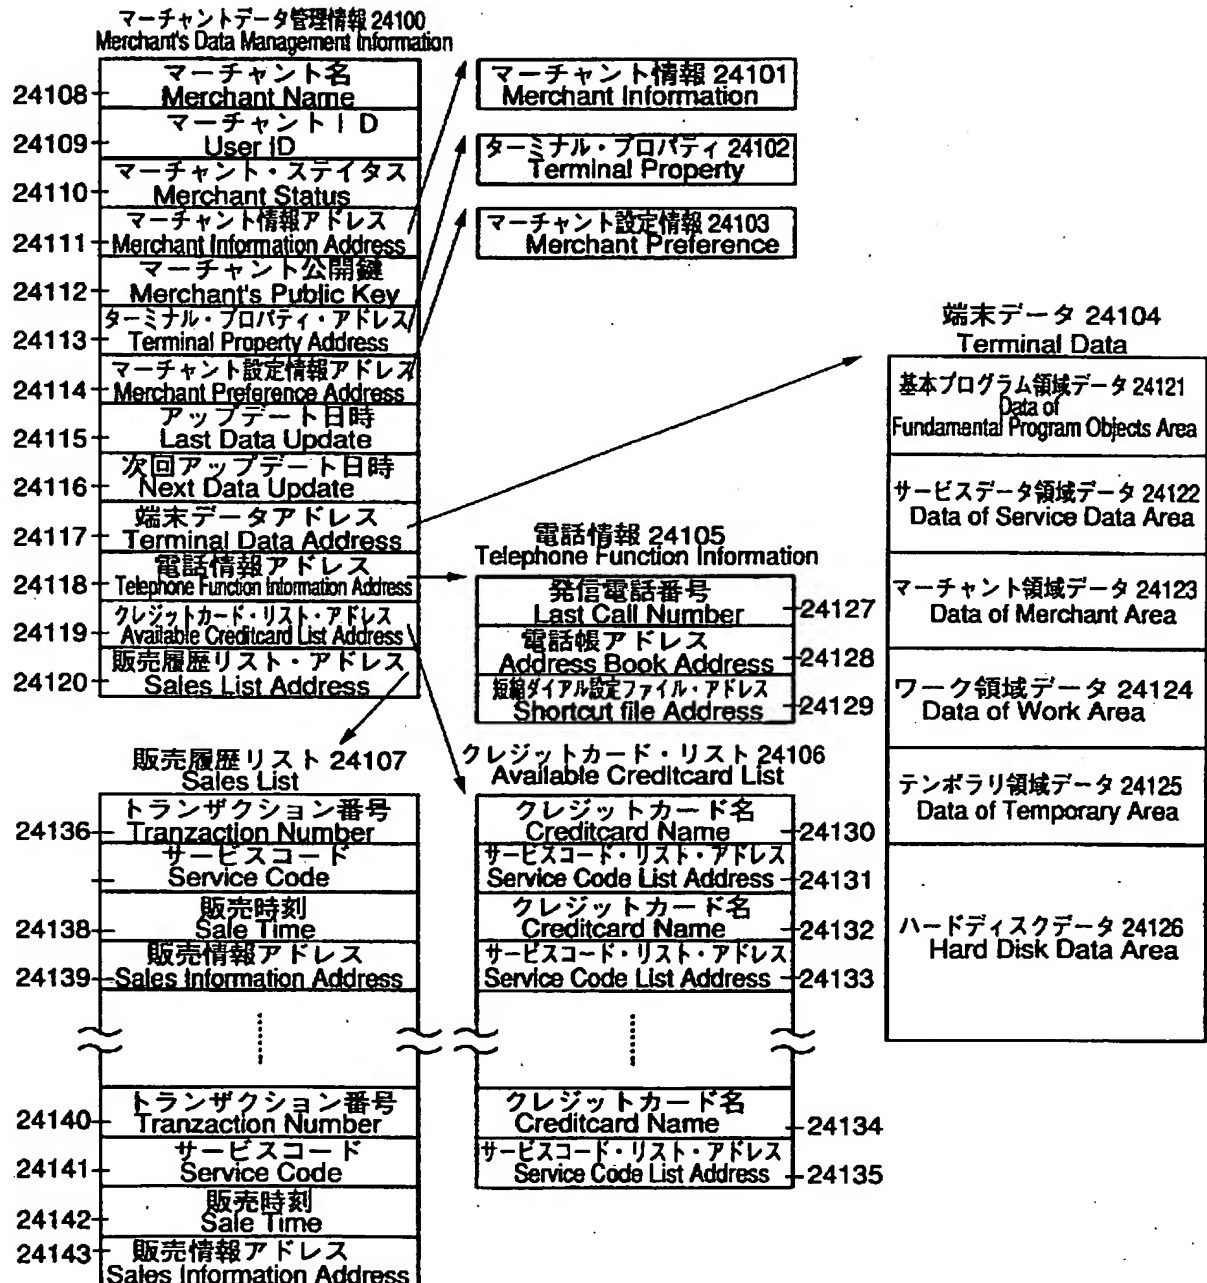 マーチャントデータ管理情報 24100
Merchant's Data Management Information
24108
マーチャント名
Merchant Name
24109
マーチャントID
User ID
24110
マーチャント・ステイタス
Merchant Status
24111
マーチャント情報アドレス
Merchant Information Address
24112
マーチャント公開鍵
Merchant's Public Key
24113
ターミナル・プロパティ・アドレス
Terminal Property Address
24114
マーチャント設定情報アドレス
Merchant Preference Address
24115
アップデート日時
Last Data Update
24116
次回アップデート日時
Next Data Update
24117
端末データアドレス
Terminal Data Address
24118
電話情報アドレス
Telephone Function Information Address
24119
クレジットカード・リスト・アドレス
Available Creditcard List Address
24120
販売履歴リスト・アドレス
Sales List Address
マーチャント情報 24101
Merchant Information
ターミナル・プロパティ 24102
Terminal Property
マーチャント設定情報 24103
Merchant Preference
端末データ 24104
Terminal Data
基本プログラム領域データ 24121
Data of
Fundamental Program Objects Area
サービスデータ領域データ 24122
Data of Service Data Area
マーチャント領域データ 24123
Data of Merchant Area
ワーク領域データ 24124
Data of Work Area
テンポラリ領域データ 24125
Data of Temporary Area
ハードディスクデータ 24126
Hard Disk Data Area
電話情報 24105
Telephone Function Information
発信電話番号
Last Call Number
24127
電話帳アドレス
Address Book Address
24128
短縮ダイアル設定ファイル・アドレス
Shortcut file Address
24129
販売履歴リスト 24107
Sales List
24136
トランザクション番号
Tranzaction Number
サービスコード
Service Code
24138
販売時刻
Sale Time
24139
販売情報アドレス
Sales Information Address
24140
トランザクション番号
Tranzaction Number
24141
サービスコード
Service Code
24142
販売時刻
Sale Time
24143
販売情報アドレス
Sales Information Address
クレジットカード・リスト 24106
Available Creditcard List
クレジットカード名
Creditcard Name
24130
サービスコード・リスト・アドレス
Service Code List Address
24131
クレジットカード名
Creditcard Name
24132
サービスコード・リスト・アドレス
Service Code List Address
24133
クレジットカード名
Creditcard Name
24134
サービスコード・リスト・アドレス
Service Code List Address
24135